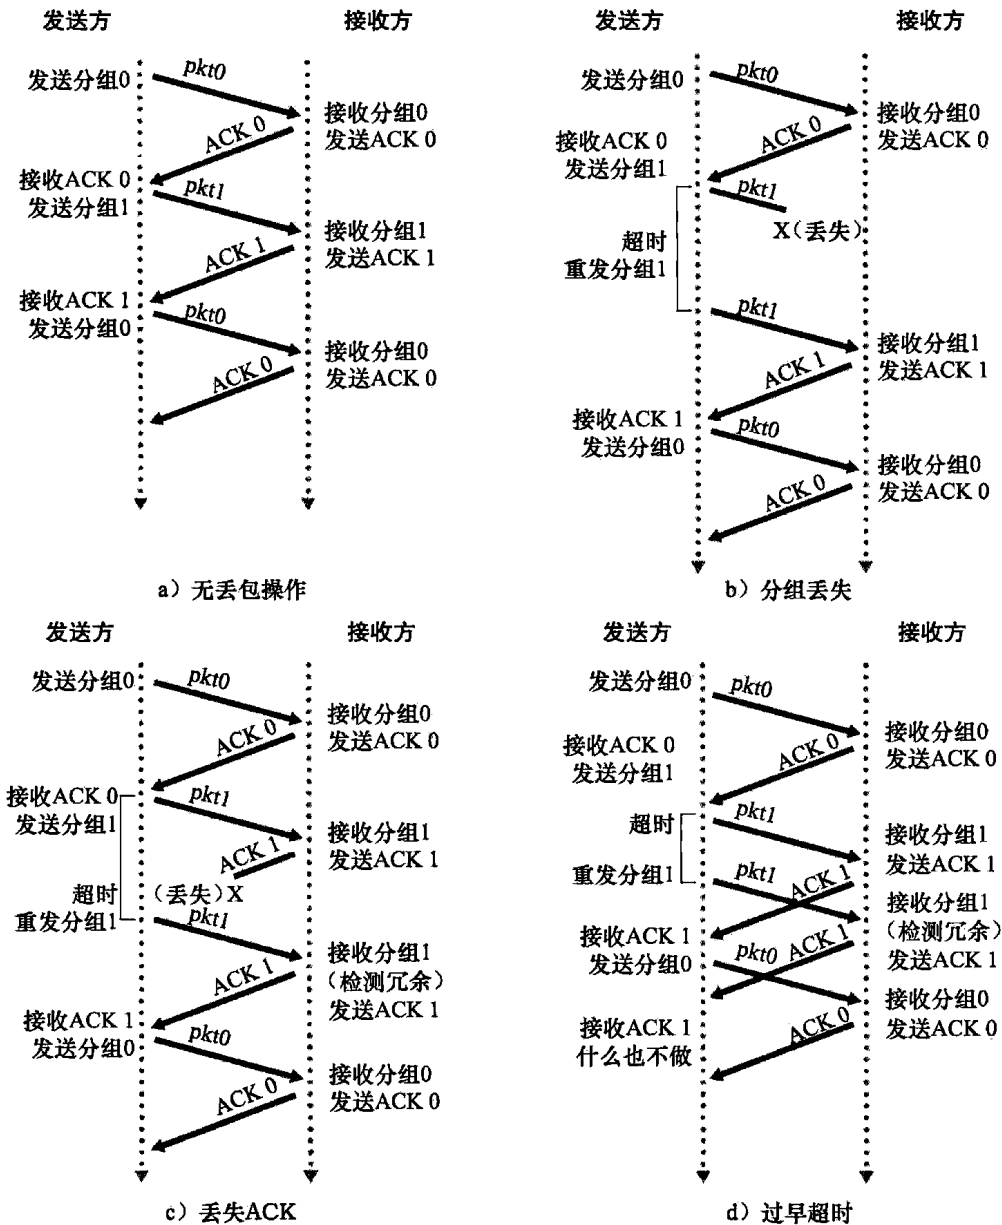 发送方
接收方
发送分组0
pkt0
接收分组0
发送ACK 0
ACK 0
接收ACK 0
发送分组1
pkt1
接收分组1
发送ACK 1
ACK 1
接收ACK 1
发送分组0
pkt0
接收分组0
发送ACK 0
ACK 0
a）无丢包操作
发送方
接收方
发送分组0
pkt0
接收分组0
发送ACK 0
ACK 0
接收ACK 0
发送分组1
pkt1
X（丢失）
超时
重发分组1
pkt1
接收分组1
发送ACK 1
ACK 1
接收ACK 1
发送分组0
pkt0
接收分组0
发送ACK 0
ACK 0
b）分组丢失
发送方
接收方
发送分组0
pkt0
接收分组0
发送ACK 0
ACK 0
接收ACK 0
发送分组1
pkt1
接收分组1
发送ACK 1
ACK 1
（丢失）X
超时
重发分组1
pkt1
接收分组1
（检测冗余）
发送ACK 1
ACK 1
接收ACK 1
发送分组0
pkt0
接收分组0
发送ACK 0
ACK 0
c）丢失ACK
发送方
接收方
发送分组0
pkt0
接收分组0
发送ACK 0
ACK 0
接收ACK 0
发送分组1
pkt1
接收分组1
发送ACK 1
超时
重发分组1
pkt1
ACK 1
接收分组1
（检测冗余）
发送ACK 1
接收ACK 1
发送分组0
pkt0
ACK 1
接收分组0
发送ACK 0
接收ACK 1
什么也不做
ACK 0
d）过早超时